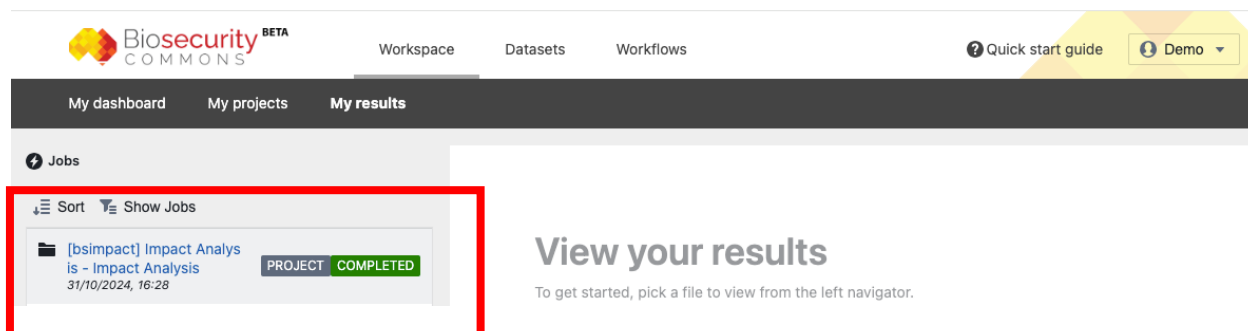 Biosecurity BETA
COMMONS
Workspace Datasets Workflows
Quick start guide
Demo
My dashboard My projects My results
Jobs
Sort Show Jobs
[bsimpact] Impact Analys
is - Impact Analysis
31/10/2024, 16:28
PROJECT COMPLETED
View your results
To get started, pick a file to view from the left navigator.